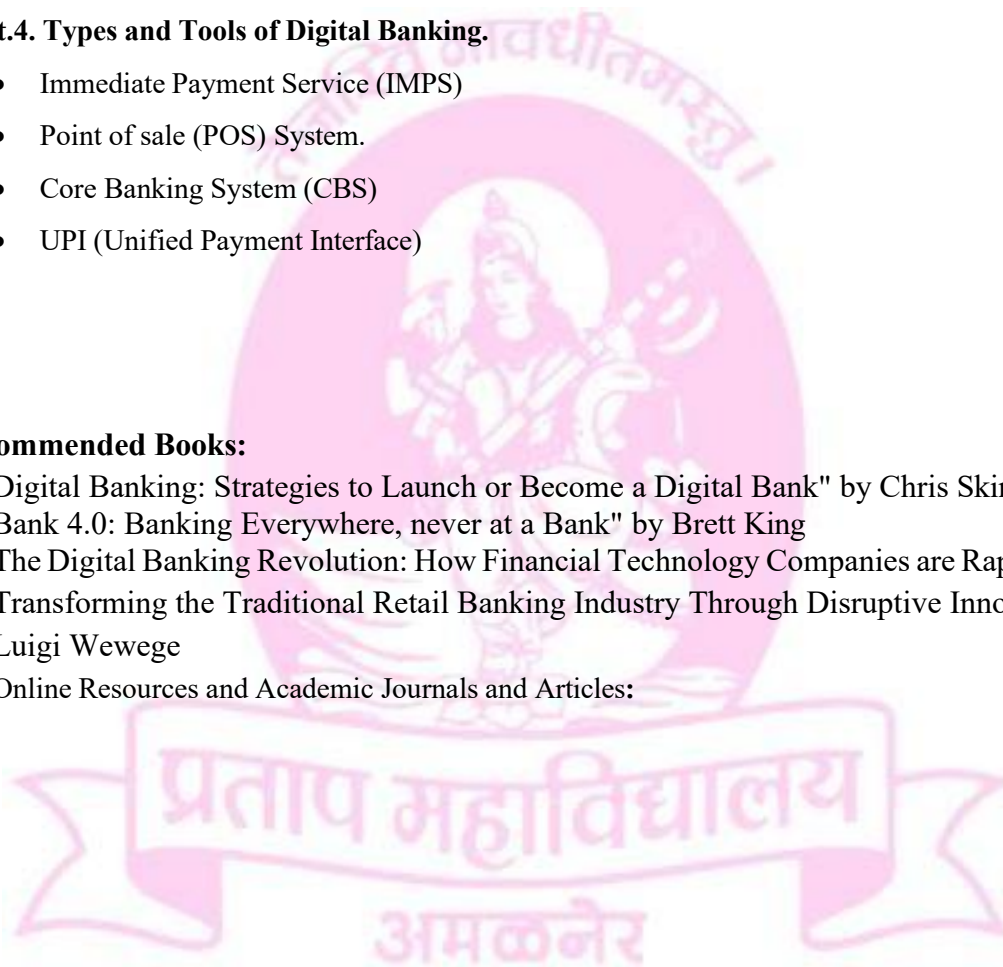 t.4. Types and Tools of Digital Banking.
• Immediate Payment Service (IMPS)
• Point of sale (POS) System.
• Core Banking System (CBS)
• UPI (Unified Payment Interface)
ommended Books:
Digital Banking: Strategies to Launch or Become a Digital Bank" by Chris Skin
Bank 4.0: Banking Everywhere, never at a Bank" by Brett King
The Digital Banking Revolution: How Financial Technology Companies are Rap
Transforming the Traditional Retail Banking Industry Through Disruptive Inno
Luigi Wewege
Online Resources and Academic Journals and Articles:
प्रताप महाविद्यालय
अमळनेर